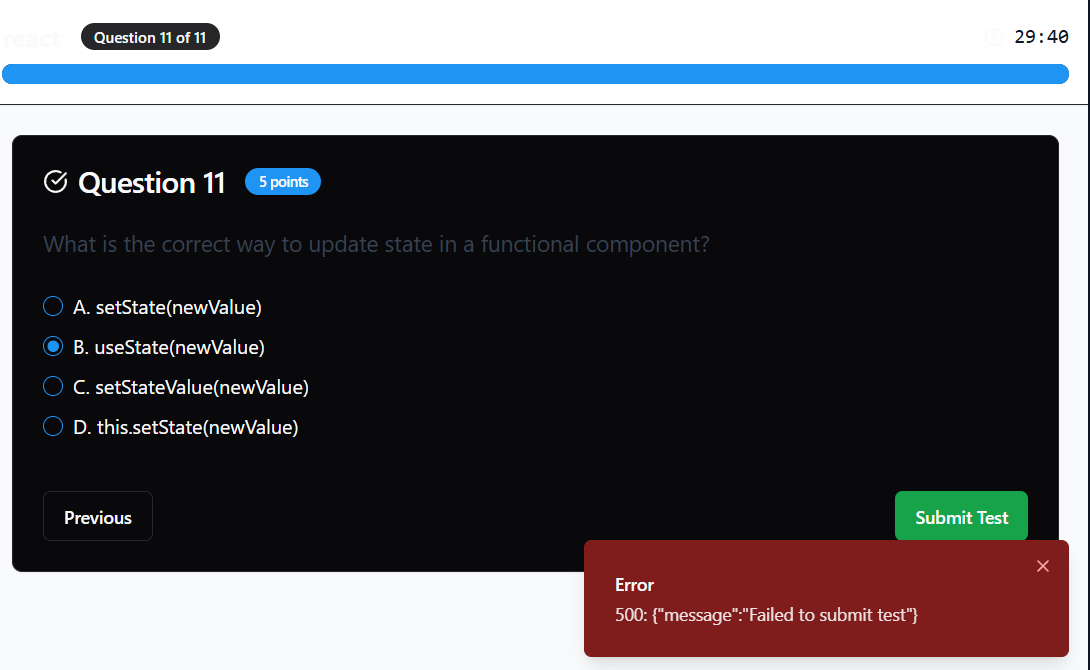 react
Question 11 of 11
29:40
Question 11
5 points
What is the correct way to update state in a functional component?
A. setState(newValue)
B. useState(newValue)
C. setStateValue(newValue)
D. this.setState(newValue)
Previous
Submit Test
Error
500: {"message":"Failed to submit test"}